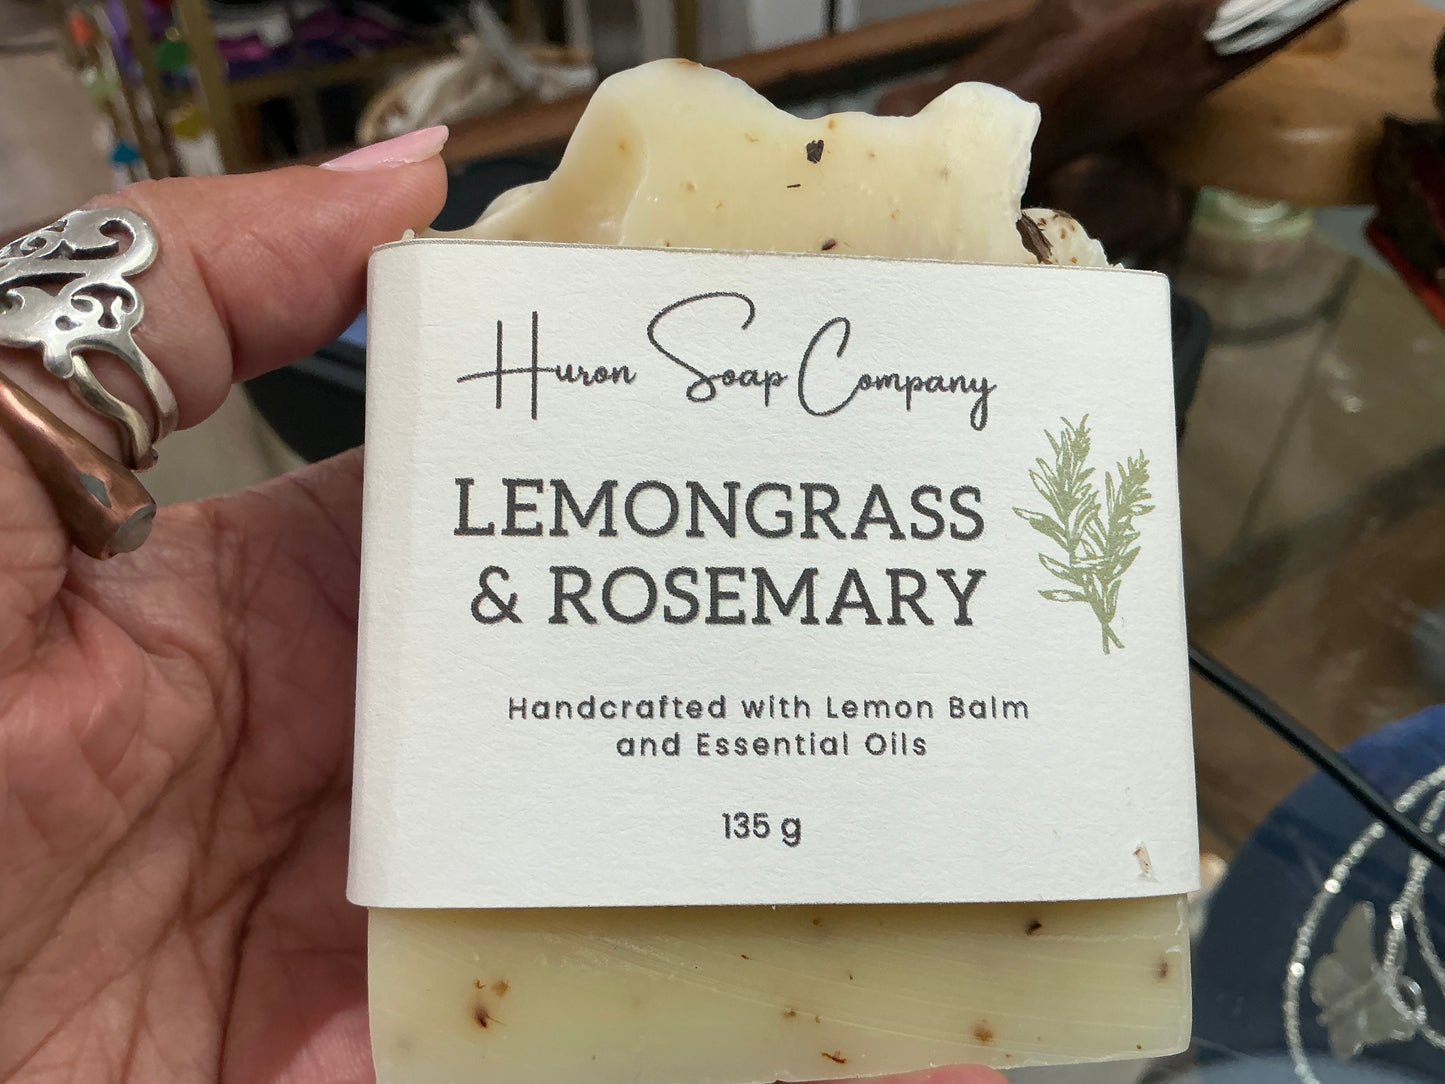 Huron Soap Company
LEMONGRASS
& ROSEMARY
Handcrafted with Lemon Balm
and Essential Oils
135 g